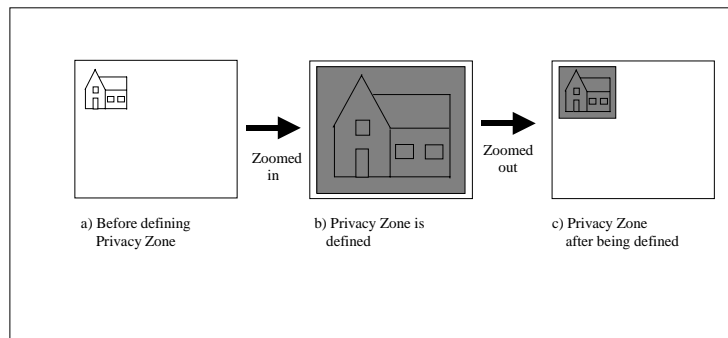 Zoomed
in
Zoomed
out
a) Before defining
Privacy Zone
b) Privacy Zone is
defined
c) Privacy Zone
after being defined